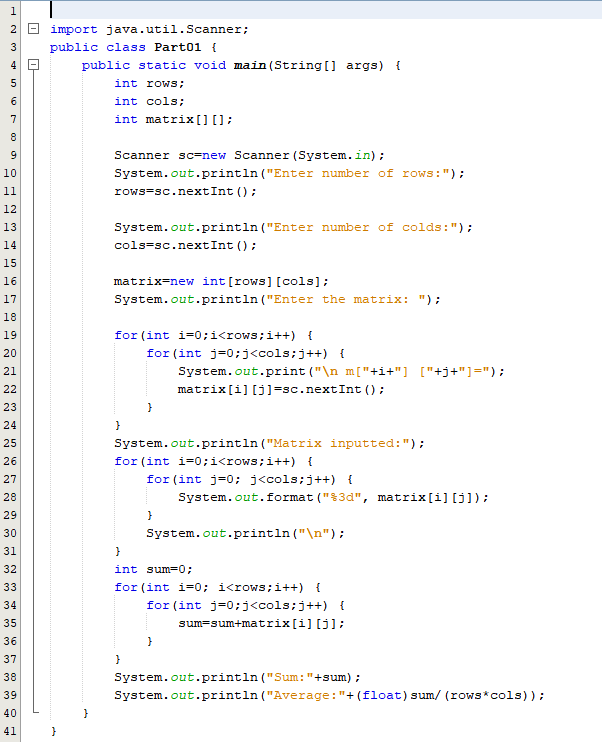 1
2 import java.util.Scanner;
3 public class Part01 {
4     public static void main(String[] args) {
5         int rows;
6         int cols;
7         int matrix[][];
8
9         Scanner sc=new Scanner(System.in);
10         System.out.println("Enter number of rows:");
11         rows=sc.nextInt();
12
13         System.out.println("Enter number of colds:");
14         cols=sc.nextInt();
15
16         matrix=new int[rows][cols];
17         System.out.println("Enter the matrix: ");
18
19         for(int i=0;i<rows;i++) {
20             for(int j=0;j<cols;j++) {
21                 System.out.print("\n m["+i+"] ["+j+"]=");
22                 matrix[i][j]=sc.nextInt();
23             }
24         }
25         System.out.println("Matrix inputted:");
26         for(int i=0;i<rows;i++) {
27             for(int j=0; j<cols;j++) {
28                 System.out.format("%3d", matrix[i][j]);
29             }
30             System.out.println("\n");
31         }
32         int sum=0;
33         for(int i=0; i<rows;i++) {
34             for(int j=0;j<cols;j++) {
35                 sum=sum+matrix[i][j];
36             }
37         }
38         System.out.println("Sum:"+sum);
39         System.out.println("Average:"+(float)sum/(rows*cols));
40     }
41 }